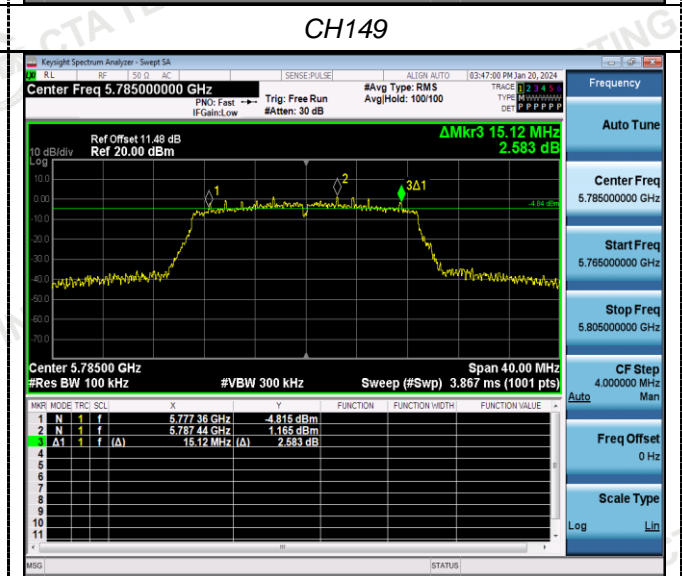 CH149
Keysight Spectrum Analyzer - Swept SA
RL RF 50 Ω AC SENSE:PULSE ALIGN AUTO 03:47:00 PM Jan 20, 2024
Center Freq 5.785000000 GHz
PNO: Fast
IFGain:Low
Trig: Free Run
#Atten: 30 dB
#Avg Type: RMS
Avg|Hold: 100/100
TRACE 1 2 3 4 5 6
TYPE M W W W W W
DET P P P P P P
Frequency
Auto Tune
Center Freq
5.785000000 GHz
Start Freq
5.765000000 GHz
Stop Freq
5.805000000 GHz
CF Step
4.000000 MHz
Auto Man
Freq Offset
0 Hz
Scale Type
Log Lin
Ref Offset 11.48 dB
Ref 20.00 dBm
10 dB/div
Log
ΔMkr3 15.12 MHz
2.583 dB
10.0
0.00
-10.0
-20.0
-30.0
-40.0
-50.0
-60.0
-70.0
1
2
3Δ1
-4.84 dBm
Center 5.78500 GHz Span 40.00 MHz
#Res BW 100 kHz #VBW 300 kHz Sweep (#Swp) 3.867 ms (1001 pts)
MKR MODE TRC SCL X Y FUNCTION FUNCTION WIDTH FUNCTION VALUE
1 N 1 f 5.777 36 GHz -4.815 dBm
2 N 1 f 5.787 44 GHz 1.165 dBm
3 Δ1 1 f (Δ) 15.12 MHz (Δ) 2.583 dB
4
5
6
7
8
9
10
11
MSG STATUS